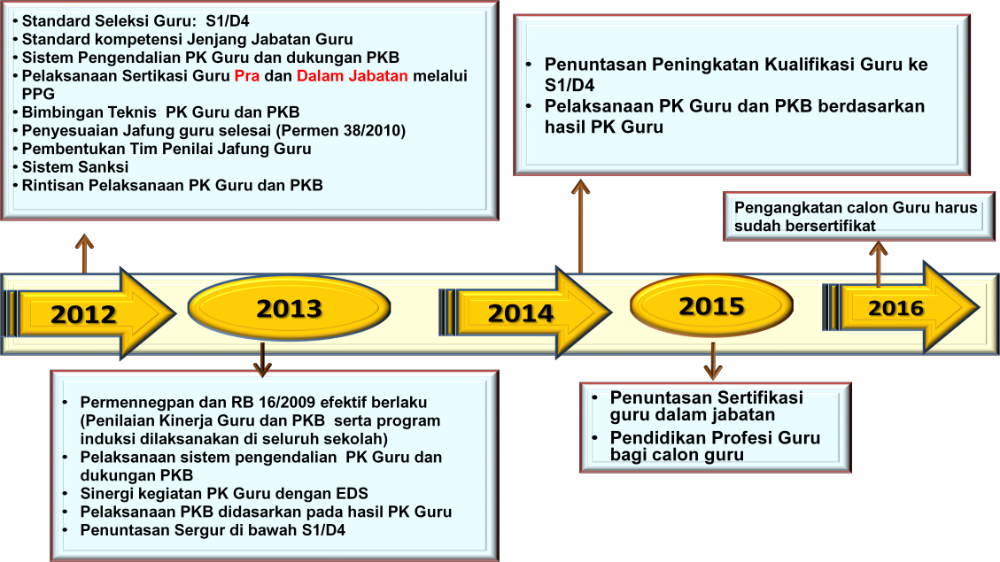 • Standard Seleksi Guru:  S1/D4
• Standard kompetensi Jenjang Jabatan Guru
• Sistem Pengendalian PK Guru dan dukungan PKB
• Pelaksanaan Sertikasi Guru Pra dan Dalam Jabatan melalui
PPG
• Bimbingan Teknis  PK Guru dan PKB
• Penyesuaian Jafung guru selesai (Permen 38/2010)
• Pembentukan Tim Penilai Jafung Guru
• Sistem Sanksi
• Rintisan Pelaksanaan PK Guru dan PKB
• Penuntasan Peningkatan Kualifikasi Guru ke
S1/D4
• Pelaksanaan PK Guru dan PKB berdasarkan
hasil PK Guru
Pengangkatan calon Guru harus
sudah bersertifikat
2012
2013
2014
2015
2016
• Permennegpan dan RB 16/2009 efektif berlaku
(Penilaian Kinerja Guru dan PKB  serta program
induksi dilaksanakan di seluruh sekolah)
• Pelaksanaan sistem pengendalian  PK Guru dan
dukungan PKB
• Sinergi kegiatan PK Guru dengan EDS
• Pelaksanaan PKB didasarkan pada hasil PK Guru
• Penuntasan Sergur di bawah S1/D4
• Penuntasan Sertifikasi
guru dalam jabatan
• Pendidikan Profesi Guru
bagi calon guru